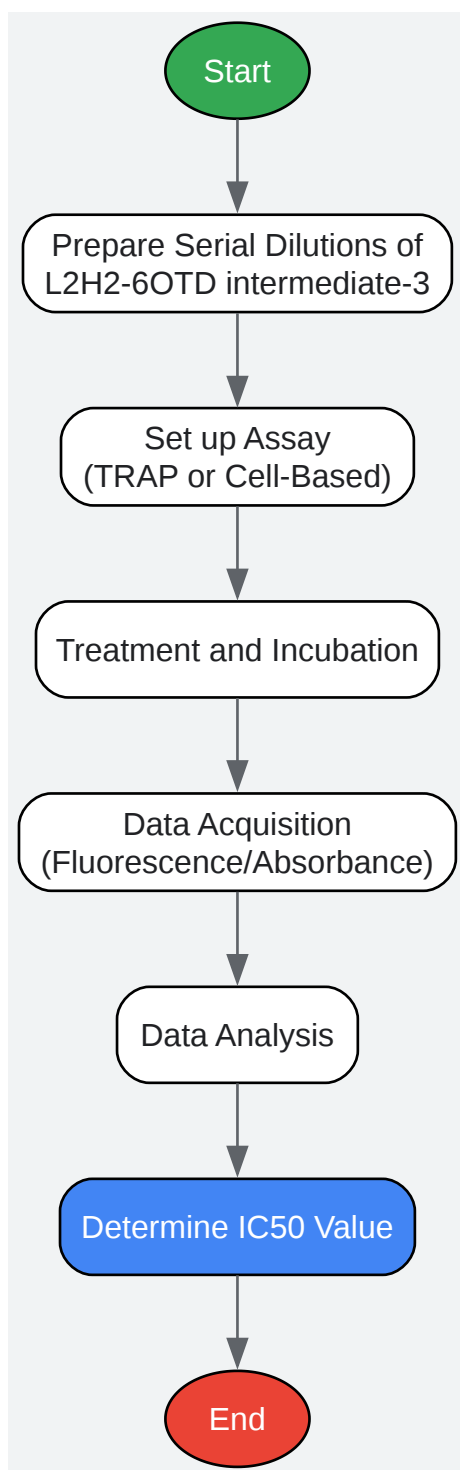 Start
Prepare Serial Dilutions of
L2H2-6OTD intermediate-3
Set up Assay
(TRAP or Cell-Based)
Treatment and Incubation
Data Acquisition
(Fluorescence/Absorbance)
Data Analysis
Determine IC50 Value
End